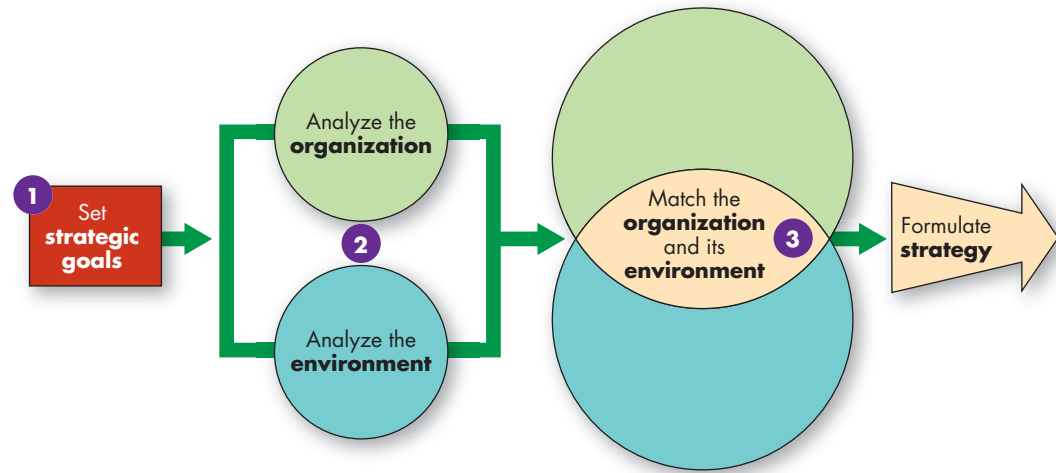 1
Set
strategic
goals
Analyze the
organization
2
Analyze the
environment
Match the
organization
and its
environment
3
Formulate
strategy